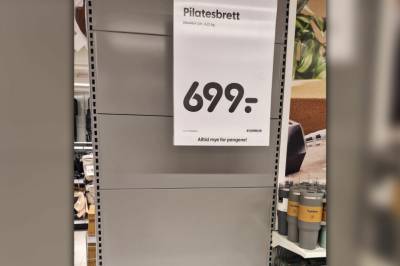 Pilatesbrett
699:-
Alltid mye for pengene!